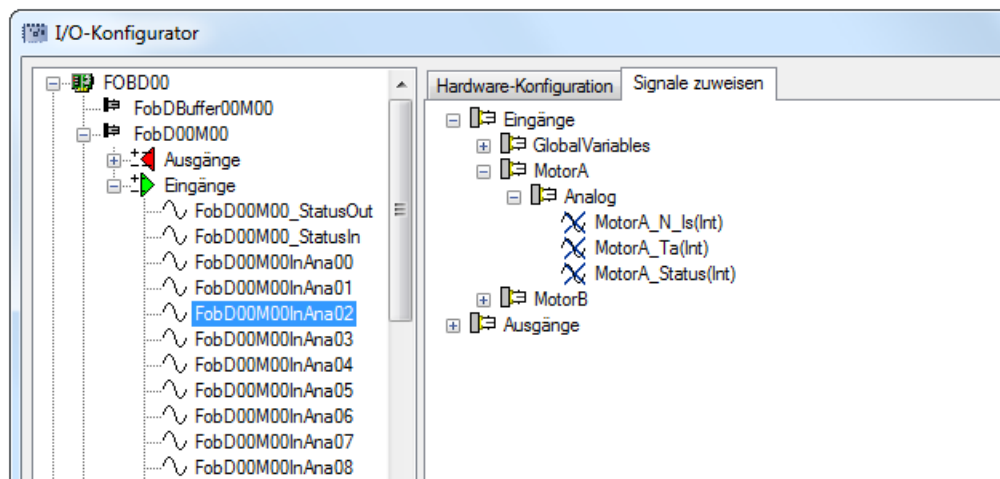 I/O-Konfigurator
FOBD00
FobDBuffer00M00
FobD00M00
Ausgänge
Eingänge
FobD00M00_StatusOut
FobD00M00_StatusIn
FobD00M00InAna00
FobD00M00InAna01
FobD00M00InAna02
FobD00M00InAna03
FobD00M00InAna04
FobD00M00InAna05
FobD00M00InAna06
FobD00M00InAna07
FobD00M00InAna08
Hardware-Konfiguration
Signale zuweisen
Eingänge
GlobalVariables
MotorA
Analog
MotorA_N_Is(Int)
MotorA_Ta(Int)
MotorA_Status(Int)
MotorB
Ausgänge